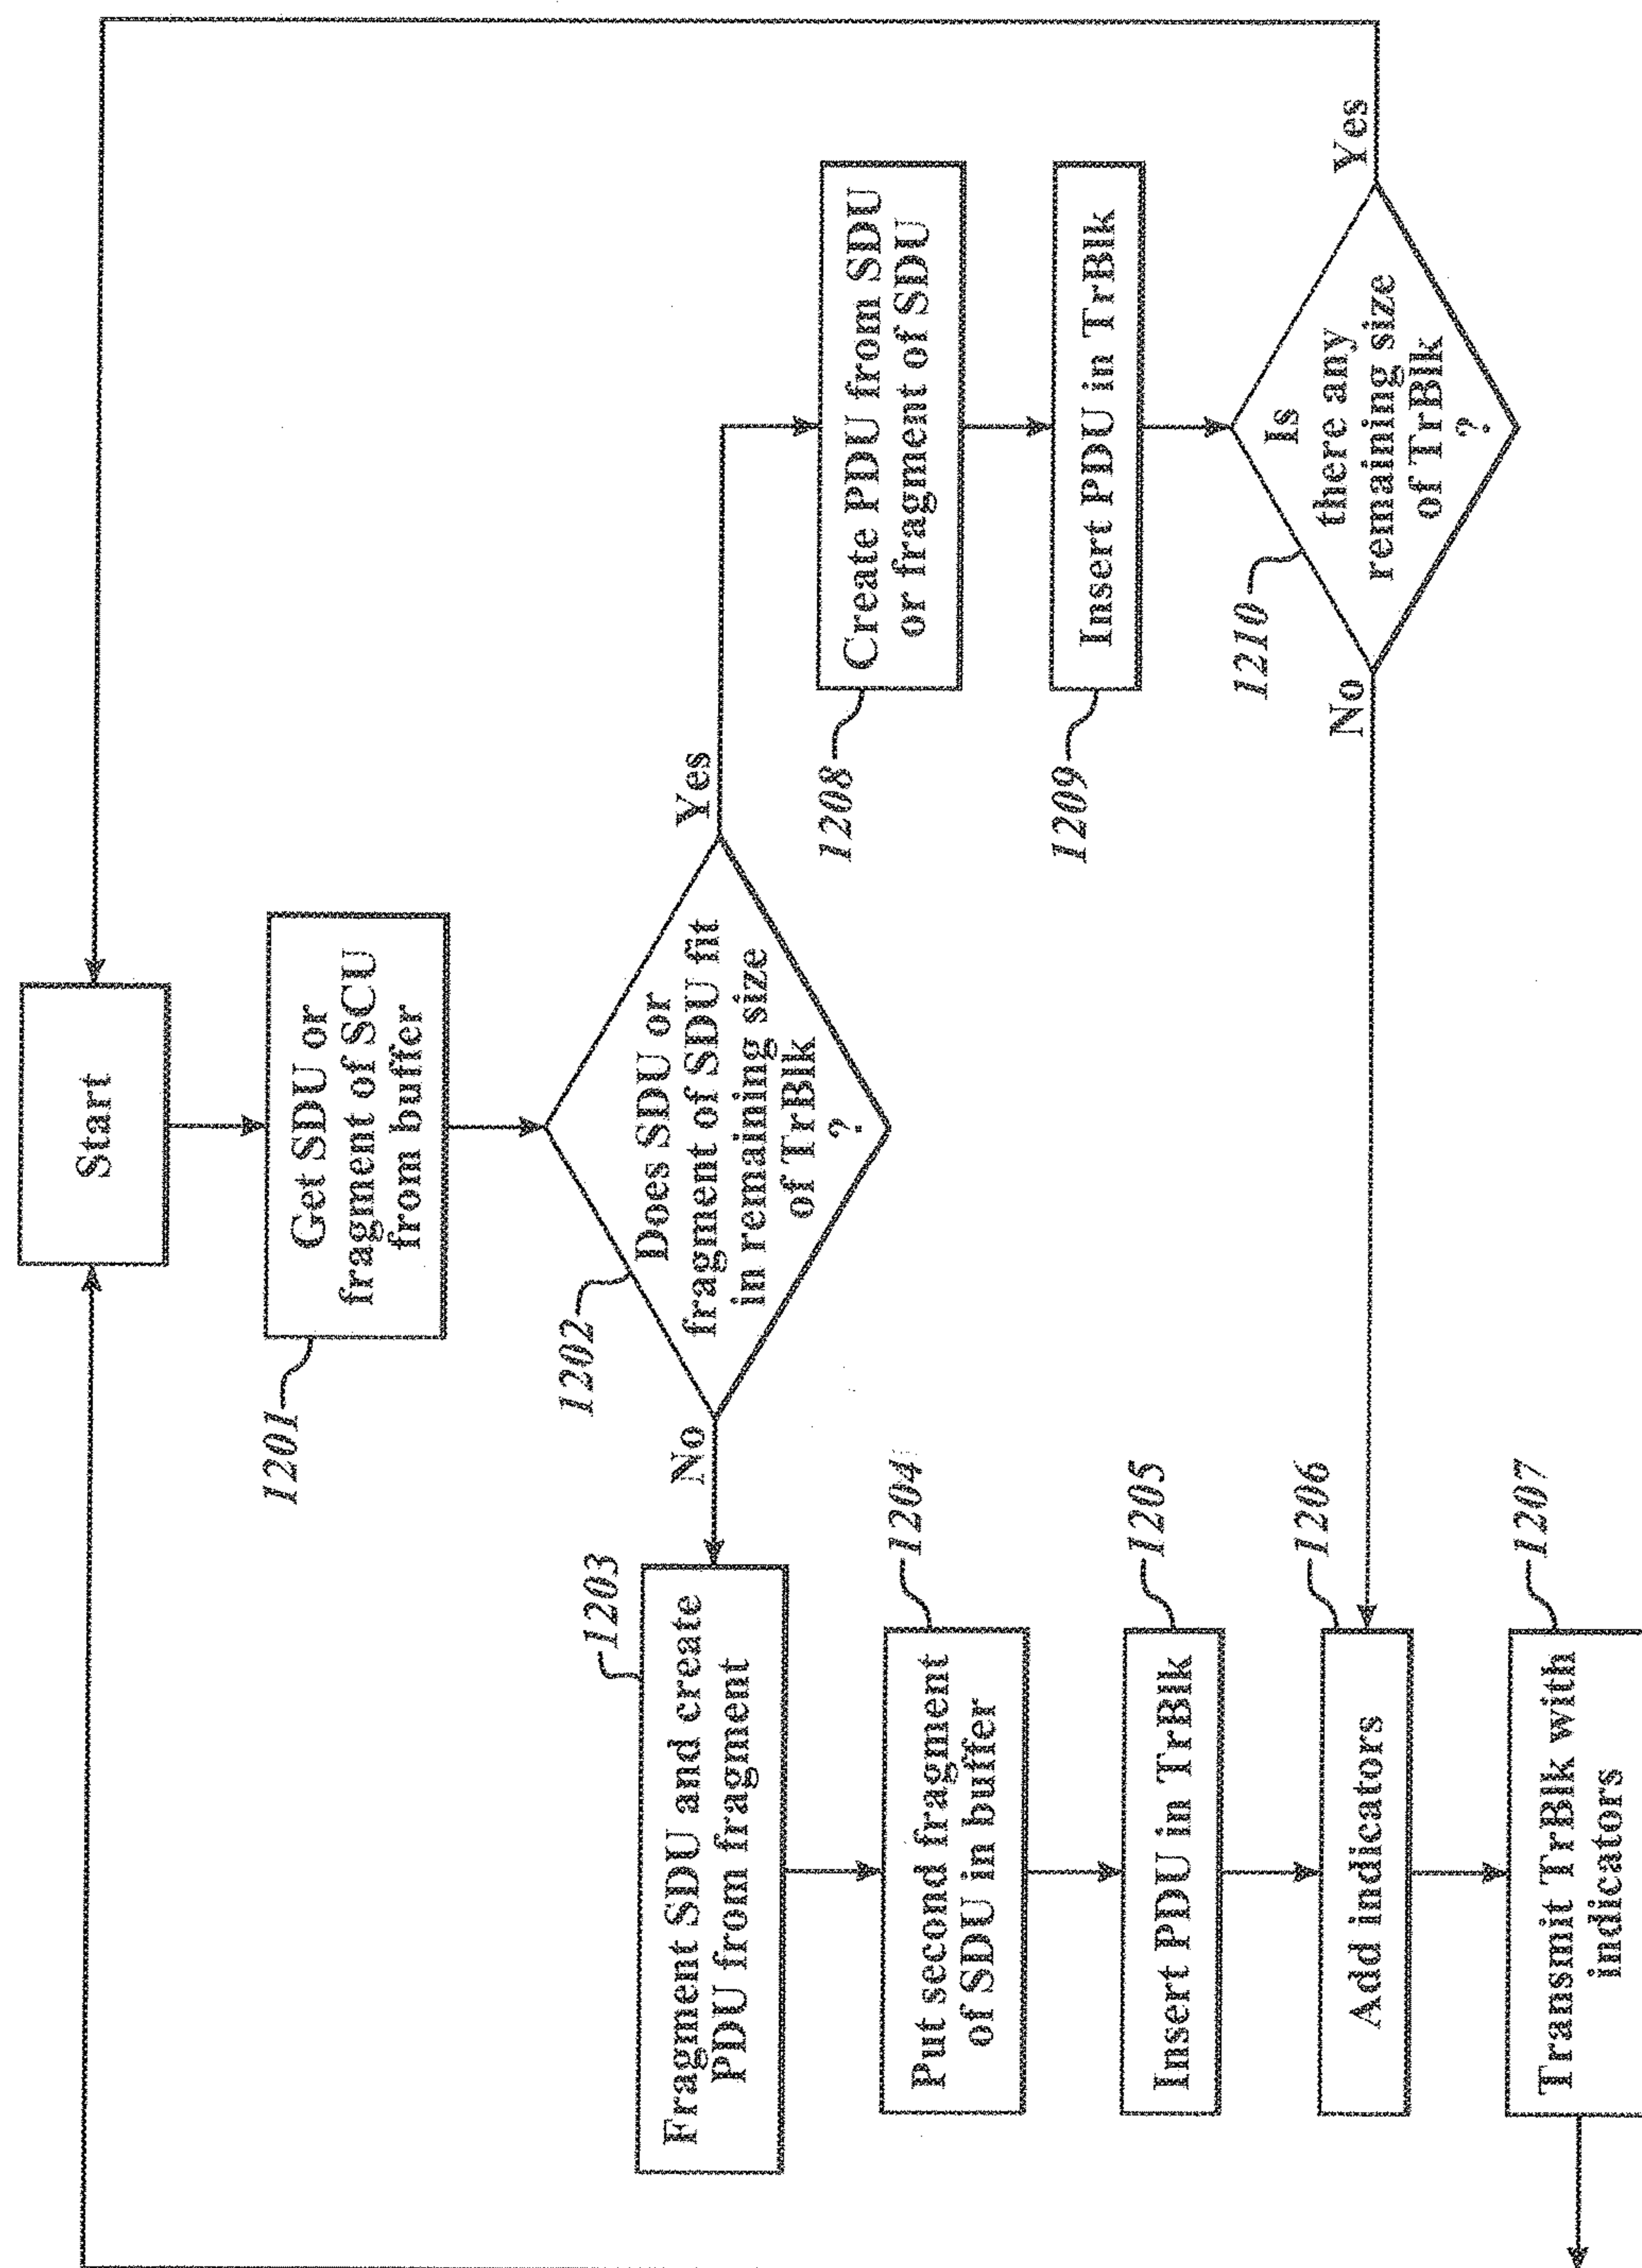 Start
1201
Get SDU or
fragment of SCU
from buffer
1202
Does SDU or
fragment of SDU fit
in remaining size
of TrBlk
?
No
Yes
1203
Fragment SDU and create
PDU from fragment
1204
Put second fragment
of SDU in buffer
1205
Insert PDU in TrBlk
1206
Add indicators
1207
Transmit TrBlk with
indicators
1208
Create PDU from SDU
or fragment of SDU
1209
Insert PDU in TrBlk
1210
Is
there any
remaining size
of TrBlk
?
No
Yes